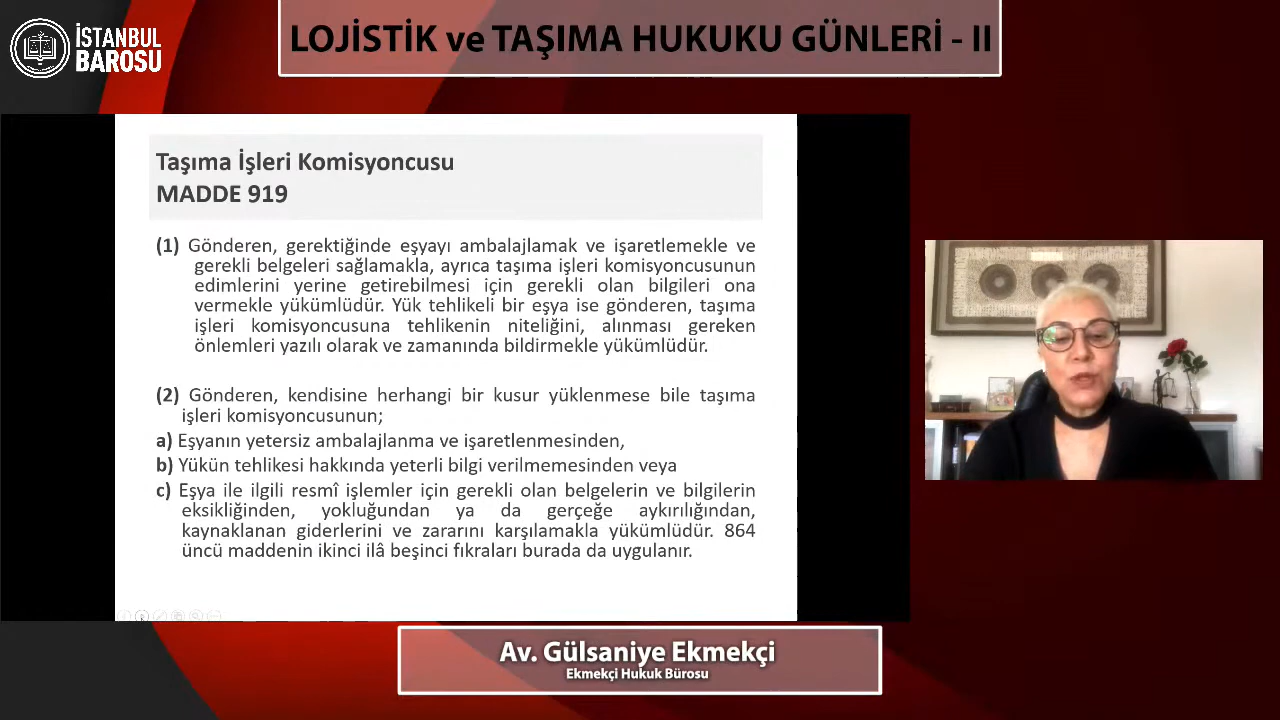 İSTANBUL
BAROSU
LOJİSTİK ve TAŞIMA HUKUKU GÜNLERİ - II
Taşıma İşleri Komisyoncusu
MADDE 919
(1) Gönderen, gerektiğinde eşyayı ambalajlamak ve işaretlemekle ve
gerekli belgeleri sağlamakla, ayrıca taşıma işleri komisyoncusunun
edimlerini yerine getirebilmesi için gerekli olan bilgileri ona
vermekle yükümlüdür. Yük tehlikeli bir eşya ise gönderen, taşıma
işleri komisyoncusuna tehlikenin niteliğini, alınması gereken
önlemleri yazılı olarak ve zamanında bildirmekle yükümlüdür.
(2) Gönderen, kendisine herhangi bir kusur yüklenmese bile taşıma
işleri komisyoncusunun;
a) Eşyanın yetersiz ambalajlanma ve işaretlenmesinden,
b) Yükün tehlikesi hakkında yeterli bilgi verilmemesinden veya
c) Eşya ile ilgili resmî işlemler için gerekli olan belgelerin ve bilgilerin
eksikliğinden, yokluğundan ya da gerçeğe aykırılığından,
kaynaklanan giderlerini ve zararını karşılamakla yükümlüdür. 864
üncü maddenin ikinci ilâ beşinci fıkraları burada da uygulanır.
Av. Gülsaniye Ekmekçi
Ekmekçi Hukuk Bürosu